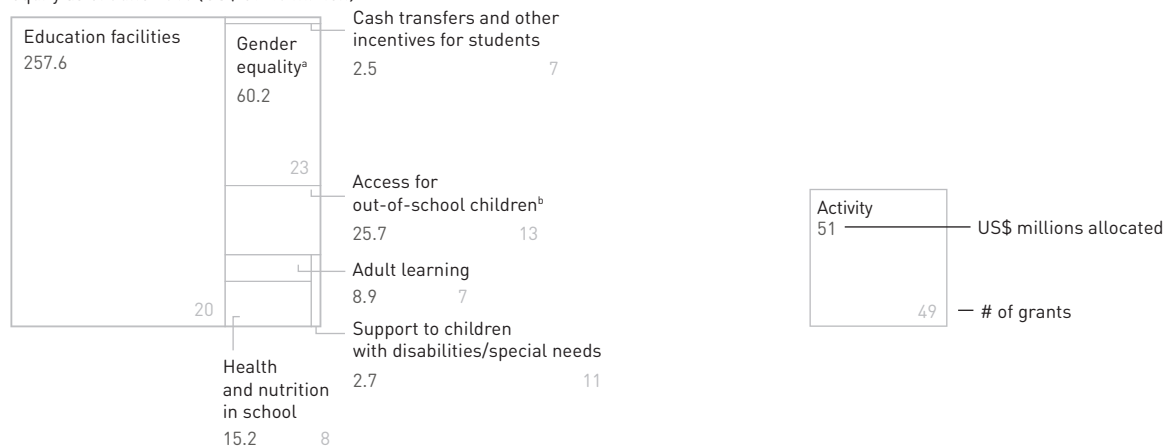 Education facilities
257.6
20
Gender
equalityᵃ
60.2
23
Cash transfers and other
incentives for students
2.5 7
Access for
out-of-school childrenᵇ
25.7 13
Adult learning
8.9 7
Support to children
with disabilities/special needs
2.7 11
Health
and nutrition
in school
15.2 8
Activity
51
US$ millions allocated
49
# of grants